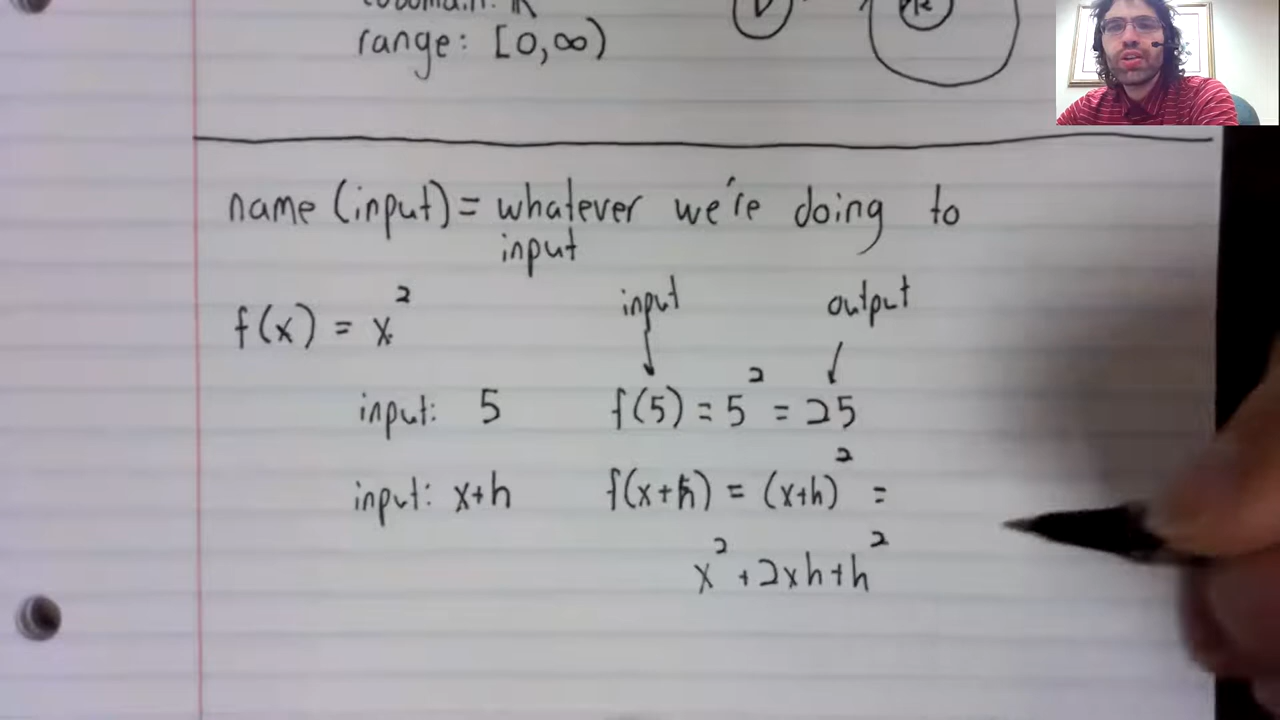 codomain: ℝ
range: [0,∞)
D
R
name (input) = whatever we're doing to
input
f(x) = x²
input
output
input: 5
f(5) = 5² = 25
input: x+h
f(x+h) = (x+h)² =
x² + 2xh + h²